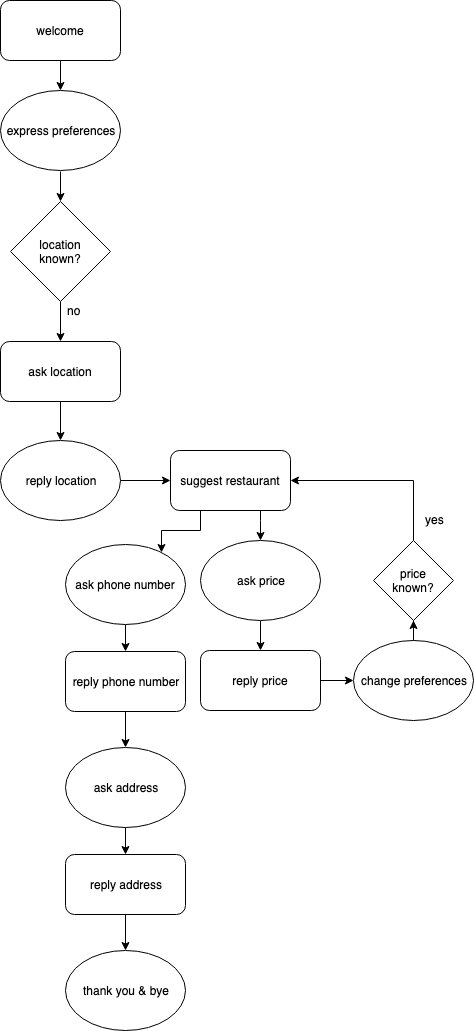 welcome
express preferences
location
known?
no
ask location
reply location
suggest restaurant
yes
ask phone number
ask price
price
known?
reply phone number
reply price
change preferences
ask address
reply address
thank you & bye